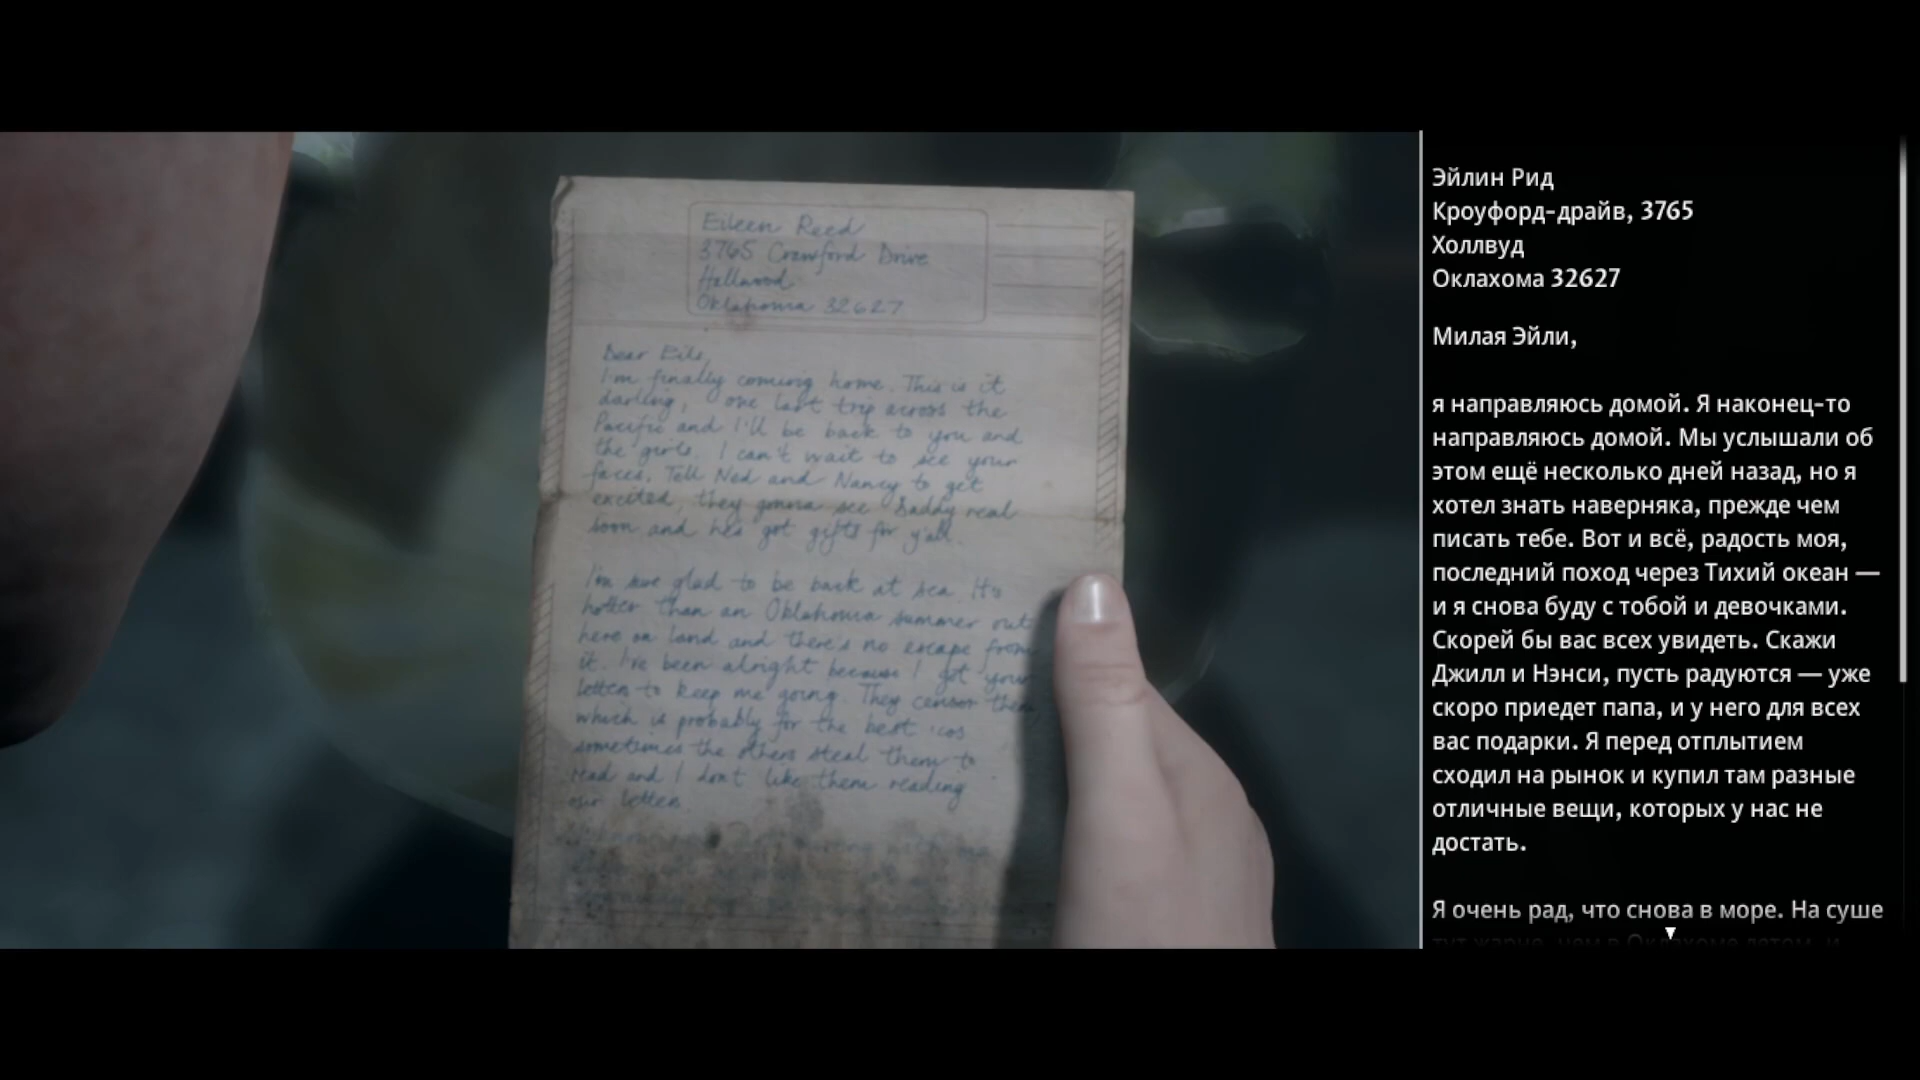 Eileen Reed
3765 Crawford Drive
Hollwood
Oklahoma 32627
Dear Eils,
I'm finally coming home. This is it
darling, one last trip across the
Pacific and I'll be back to you and
the girls. I can't wait to see your
faces. Tell Ned and Nancy to get
excited, they gonna see Daddy real
soon and he's got gifts for y'all.
I'm sure glad to be back at sea. It's
hotter than an Oklahoma summer out
here on land and there's no escape from
it. I've been alright because I got your
letters to keep me going. They censor them
which is probably for the best 'cos
sometimes the others steal them to
read and I don't like them reading
our letters.
Эйлин Рид
Кроуфорд-драйв, 3765
Холлвуд
Оклахома 32627
Милая Эйли,
я направляюсь домой. Я наконец-то
направляюсь домой. Мы услышали об
этом ещё несколько дней назад, но я
хотел знать наверняка, прежде чем
писать тебе. Вот и всё, радость моя,
последний поход через Тихий океан —
и я снова буду с тобой и девочками.
Скорей бы вас всех увидеть. Скажи
Джилл и Нэнси, пусть радуются — уже
скоро приедет папа, и у него для всех
вас подарки. Я перед отплытием
сходил на рынок и купил там разные
отличные вещи, которых у нас не
достать.
Я очень рад, что снова в море. На суше
тут жарче, чем в Оклахоме летом, и